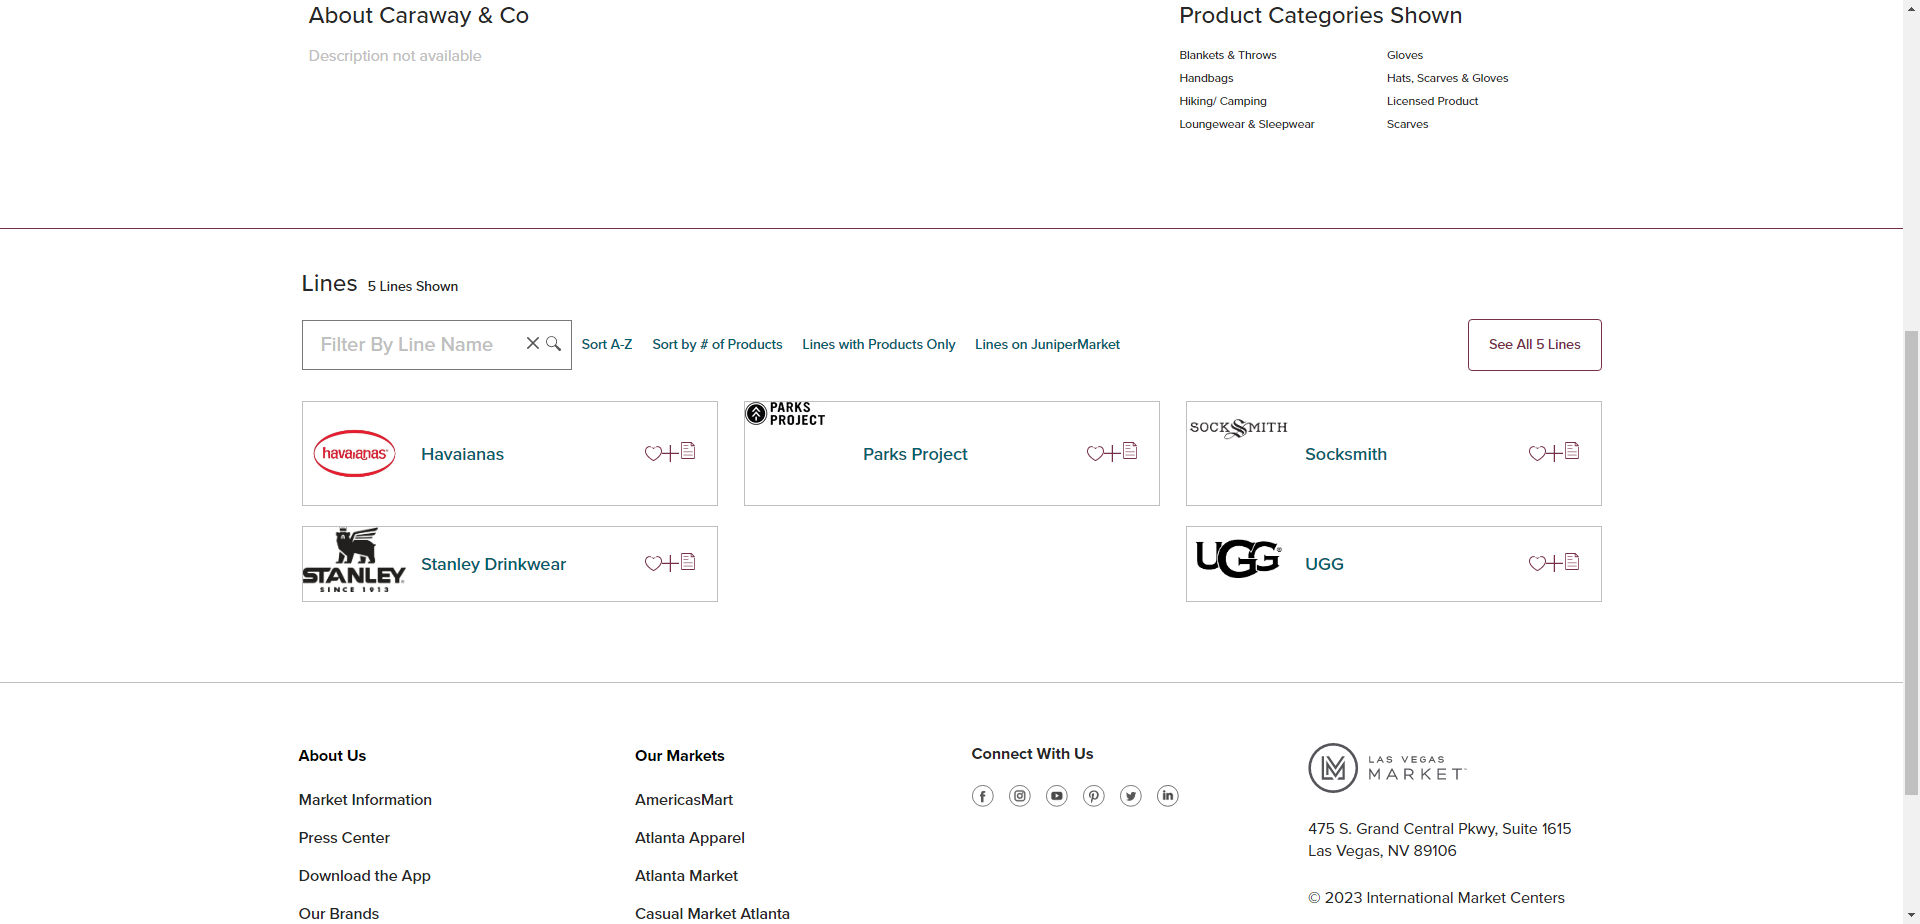 About Caraway & Co
Description not available
Product Categories Shown
Blankets & Throws
Gloves
Handbags
Hats, Scarves & Gloves
Hiking/ Camping
Licensed Product
Loungewear & Sleepwear
Scarves
Lines 5 Lines Shown
Filter By Line Name
Sort A-Z
Sort by # of Products
Lines with Products Only
Lines on JuniperMarket
See All 5 Lines
havaianas
Havaianas
PARKS
PROJECT
Parks Project
SOCKSMITH
Socksmith
STANLEY
SINCE 1913
Stanley Drinkwear
UGG
UGG
About Us
Market Information
Press Center
Download the App
Our Brands
Our Markets
AmericasMart
Atlanta Apparel
Atlanta Market
Casual Market Atlanta
Connect With Us
LAS VEGAS
MARKET
475 S. Grand Central Pkwy, Suite 1615
Las Vegas, NV 89106
© 2023 International Market Centers